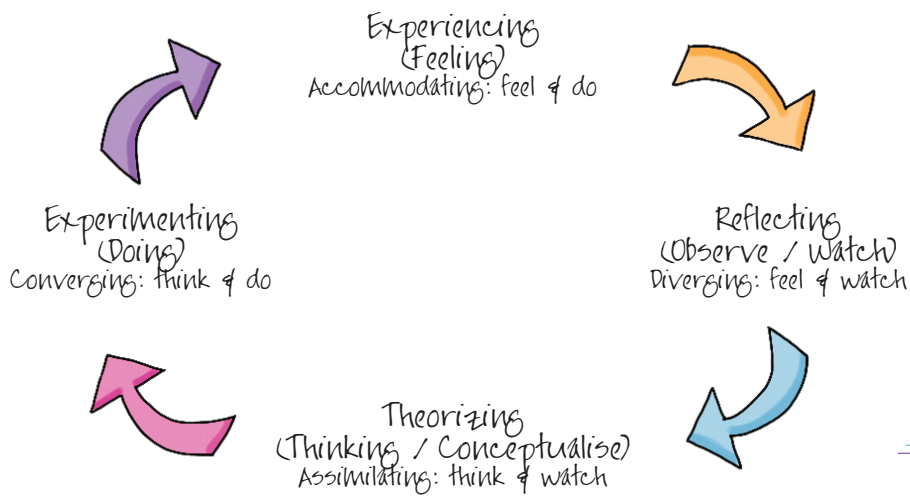 Experiencing
(Feeling)
Accommodating: feel & do
Experimenting
(Doing)
Converging: think & do
Reflecting
(Observe / Watch)
Diverging: feel & watch
Theorizing
(Thinking / Conceptualise)
Assimilating: think & watch